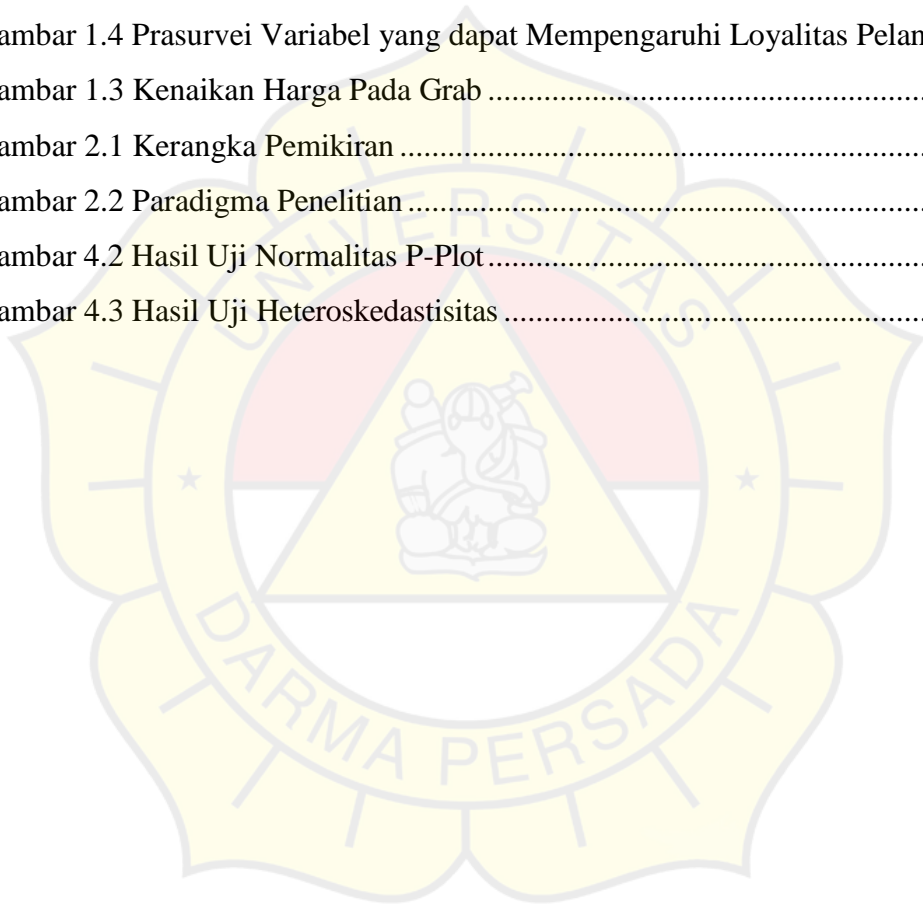 ambar 1.4 Prasurvei Variabel yang dapat Mempengaruhi Loyalitas Pelan
ambar 1.3 Kenaikan Harga Pada Grab ...............................................
ambar 2.1 Kerangka Pemikiran .........................................................
ambar 2.2 Paradigma Penelitian ........................................................
ambar 4.2 Hasil Uji Normalitas P-Plot ...............................................
ambar 4.3 Hasil Uji Heteroskedastisitas .............................................
UNIVERSITAS
DARMA PERSADA